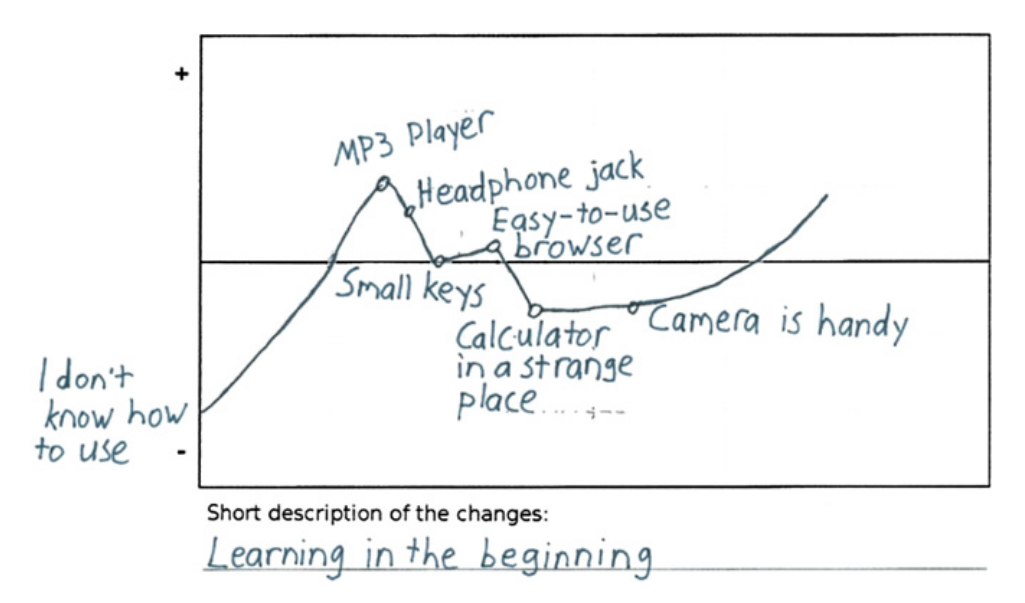 +
MP3 Player
Headphone jack
Easy-to-use
browser
Small keys
Calculator
in a strange
place
Camera is handy
I don't
know how
to use
-
Short description of the changes:
Learning in the beginning